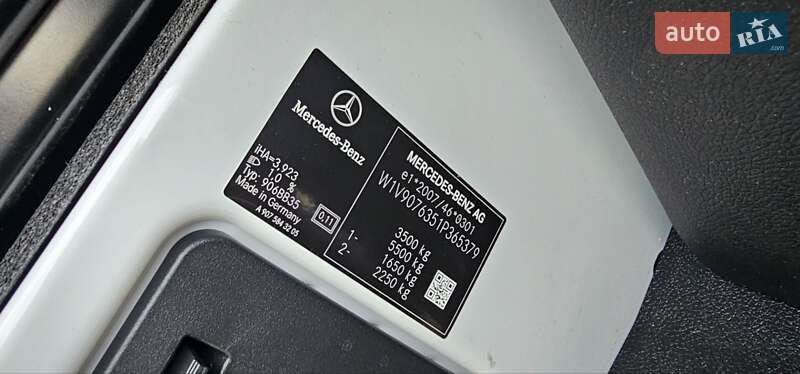 auto RIA
.com
Mercedes-Benz
iHA=3,923
1,0 %
Typ: 906BB35
Made in Germany
A 907 584 32 05
0.11
MERCEDES-BENZ AG
e1*2007/46*0301
W1V9076351P365379
3500 kg
5500 kg
1- 1650 kg
2- 2250 kg